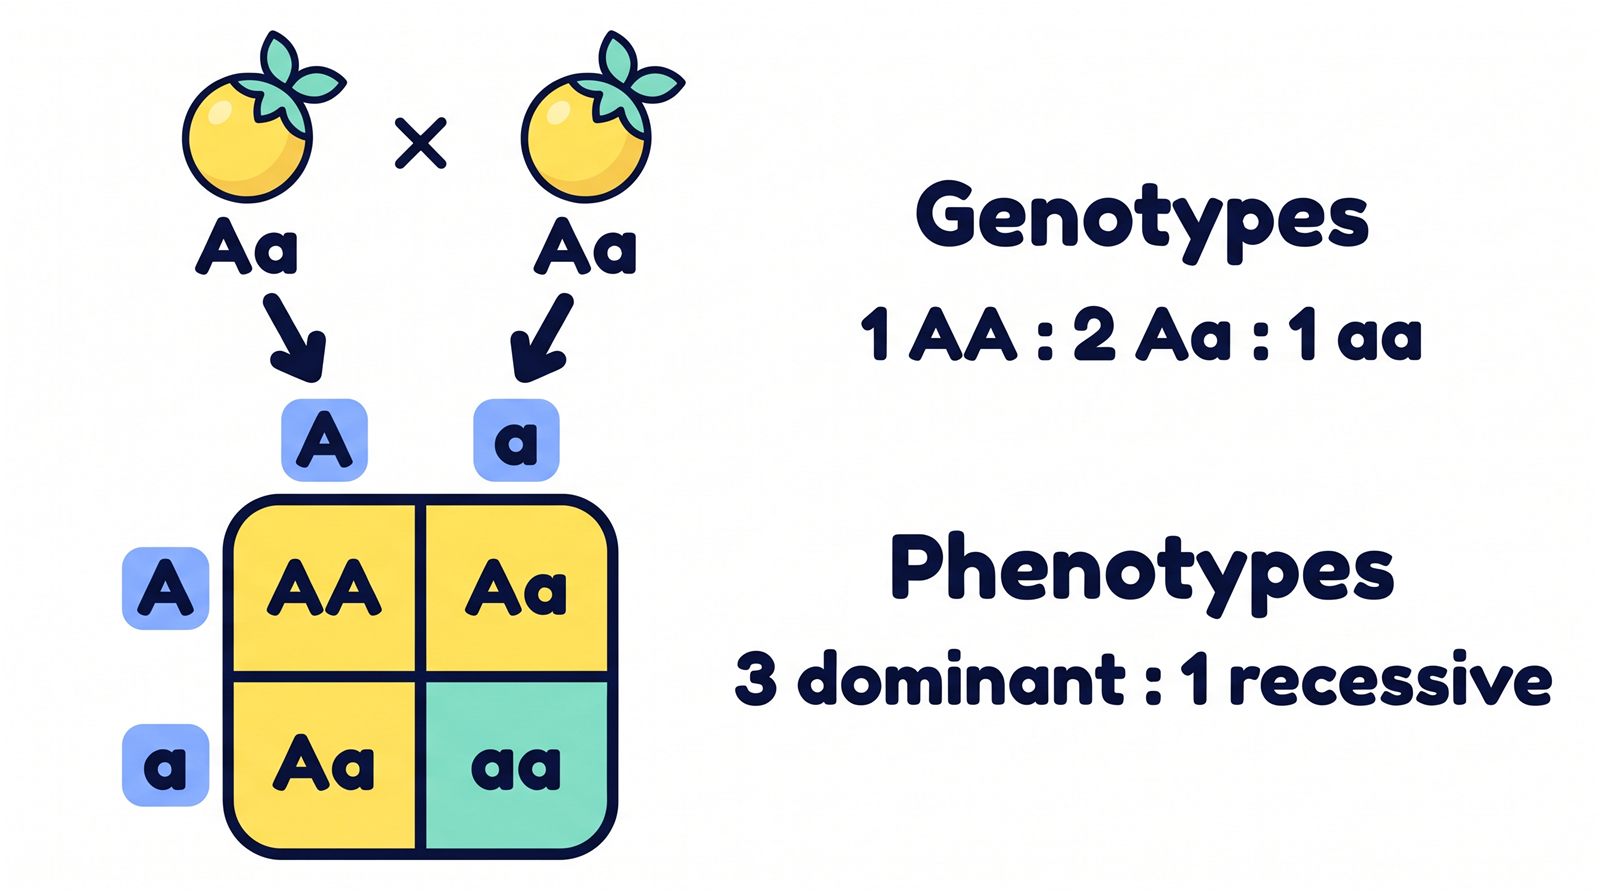 Aa
Aa
A
a
A
AA
Aa
a
Aa
aa
Genotypes
1 AA : 2 Aa : 1 aa
Phenotypes
3 dominant : 1 recessive